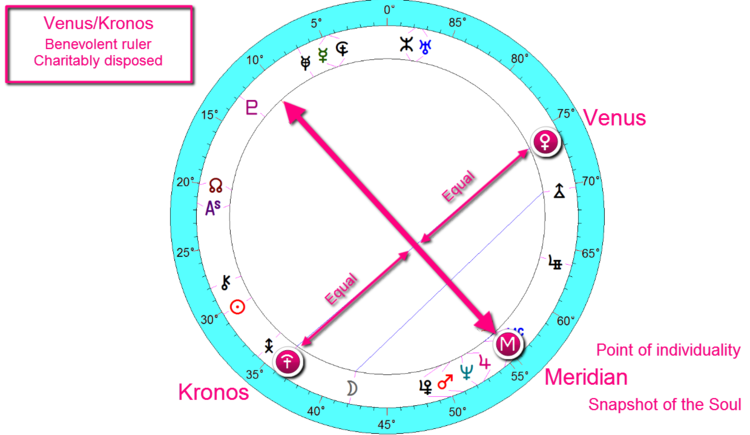 Venus/Kronos
Benevolent ruler
Charitably disposed
0°
5°
85°
10°
80°
15°
75°
Venus
20°
70°
As
Equal
25°
65°
Equal
30°
60°
Point of individuality
M
35°
55°
Meridian
Kronos
40°
45°
50°
Snapshot of the Soul